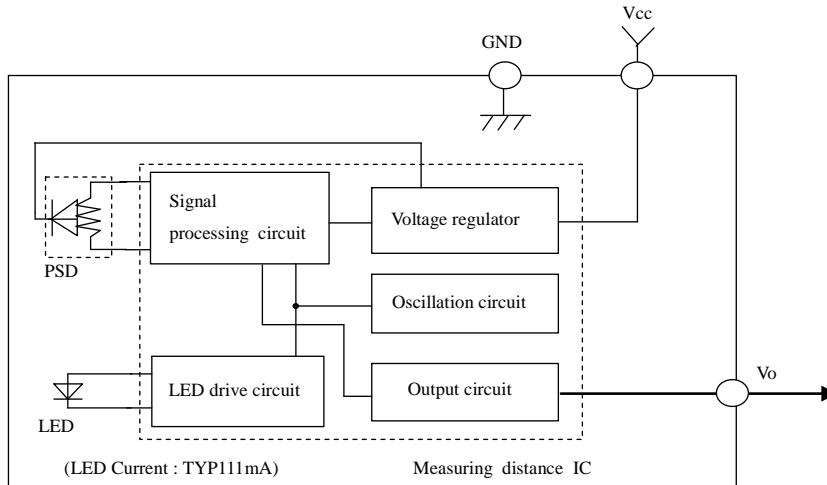 Vcc
GND
Signal
processing circuit
Voltage regulator
PSD
Oscillation circuit
LED drive circuit
Output circuit
Vo
LED
(LED Current : TYP111mA)
Measuring distance IC